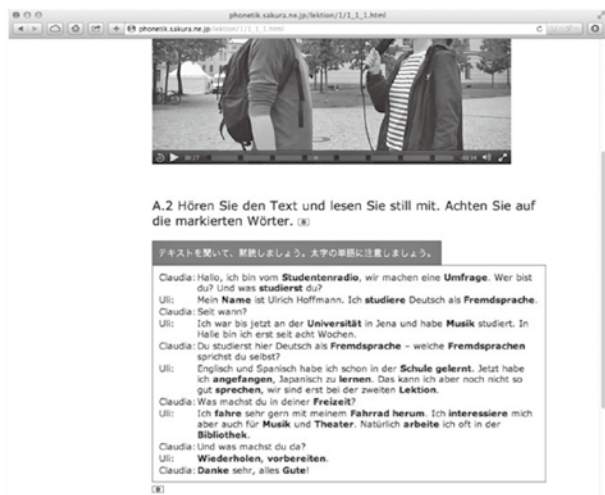 phonetik.sakura.ne.jp/lektion/1/1_1_1.html
phonetik.sakura.ne.jp/lektion/1/1_1_1.html
リーダー
A.2 Hören Sie den Text und lesen Sie still mit. Achten Sie auf
die markierten Wörter.
テキストを聞いて、黙読しましょう。太字の単語に注意しましょう。
Claudia: Hallo, ich bin vom Studentenradio, wir machen eine Umfrage. Wer bist
du? Und was studierst du?
Uli: Mein Name ist Ulrich Hoffmann. Ich studiere Deutsch als Fremdsprache.
Claudia: Seit wann?
Uli: Ich war bis jetzt an der Universität in Jena und habe Musik studiert. In
Halle bin ich erst seit acht Wochen.
Claudia: Du studierst hier Deutsch als Fremdsprache – welche Fremdsprachen
sprichst du selbst?
Uli: Englisch und Spanisch habe ich schon in der Schule gelernt. Jetzt habe
ich angefangen, Japanisch zu lernen. Das kann ich aber noch nicht so
gut sprechen, wir sind erst bei der zweiten Lektion.
Claudia: Was machst du in deiner Freizeit?
Uli: Ich fahre sehr gern mit meinem Fahrrad herum. Ich interessiere mich
aber auch für Musik und Theater. Natürlich arbeite ich oft in der
Bibliothek.
Claudia: Und was machst du da?
Uli: Wiederholen, vorbereiten.
Claudia: Danke sehr, alles Gute!